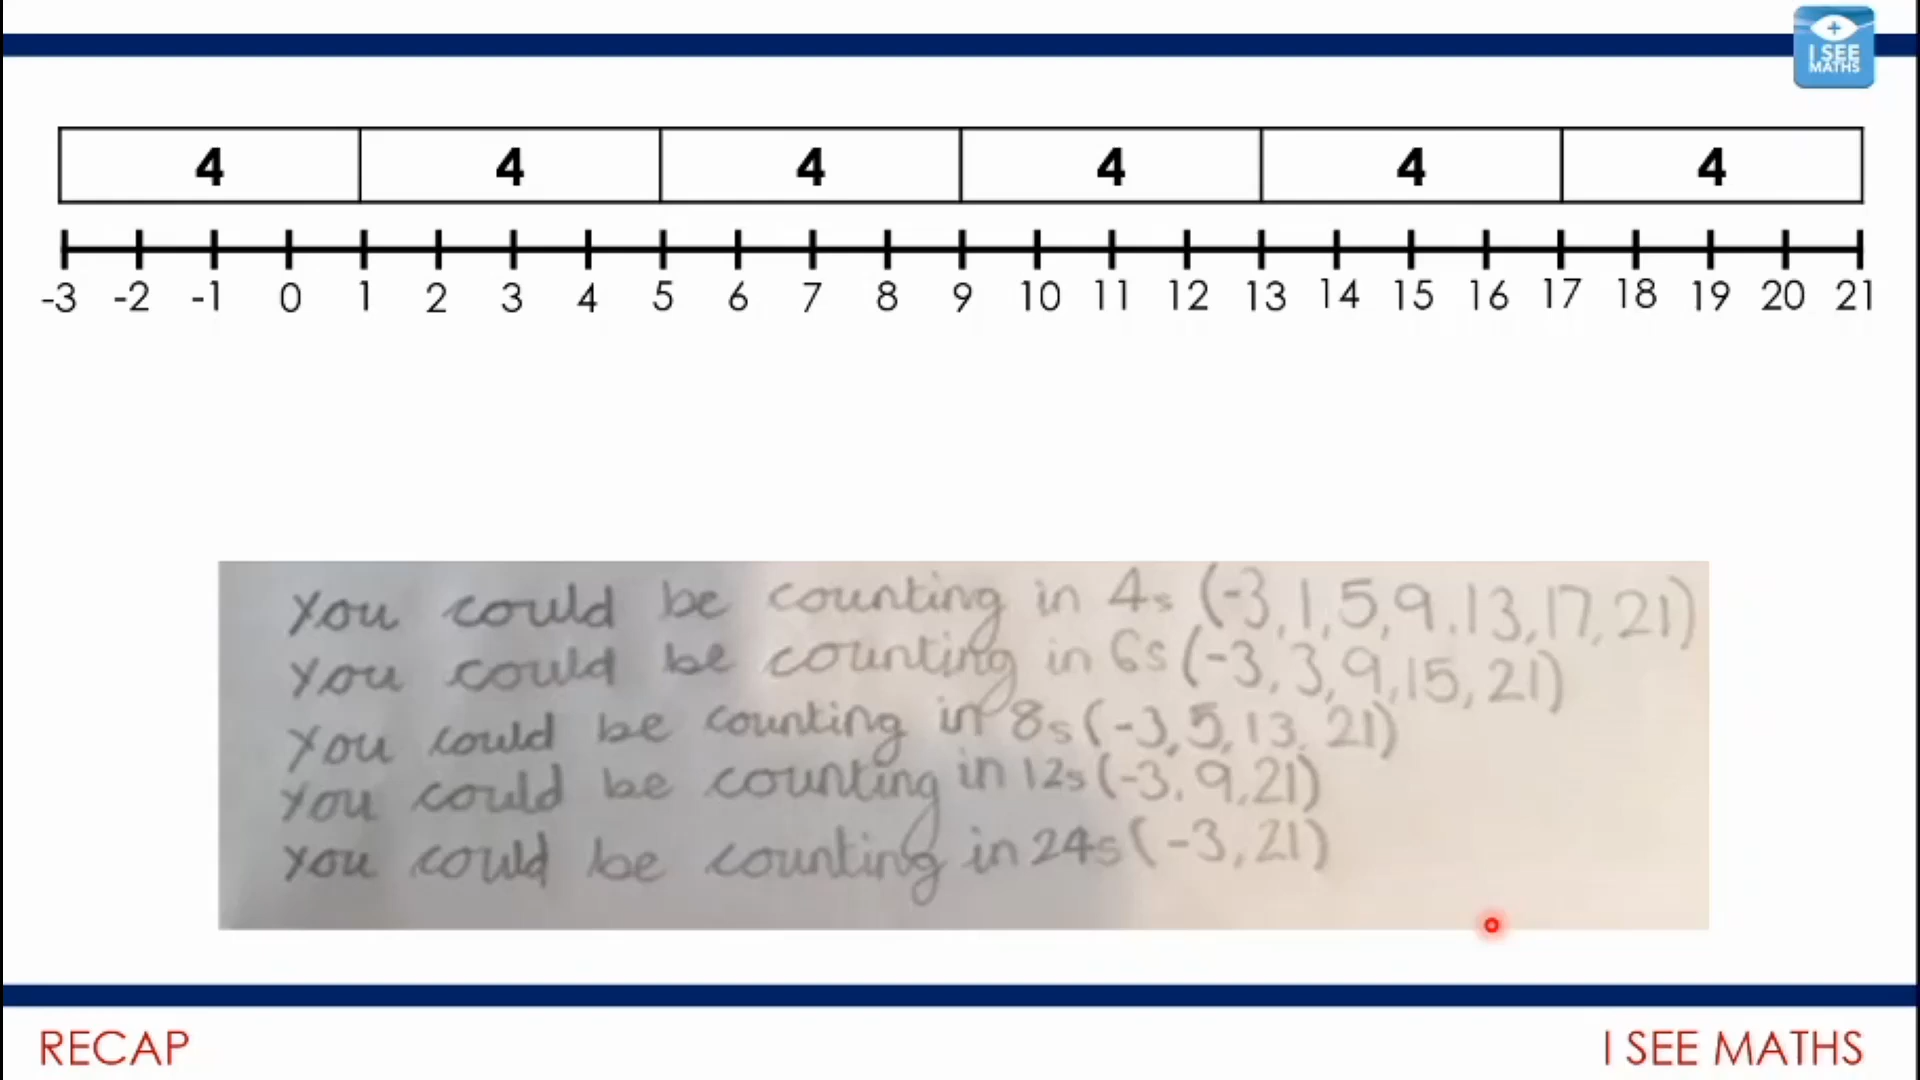 I SEE
MATHS
4 4 4 4 4 4
-3 -2 -1 0 1 2 3 4 5 6 7 8 9 10 11 12 13 14 15 16 17 18 19 20 21
You could be counting in 4s (-3,1,5,9.13,17,21)
You could be counting in 6s (-3,3,9,15,21)
You could be counting in 8s (-3,5,13,21)
You could be counting in 12s (-3,9,21)
You could be counting in 24s (-3,21)
RECAP
I SEE MATHS